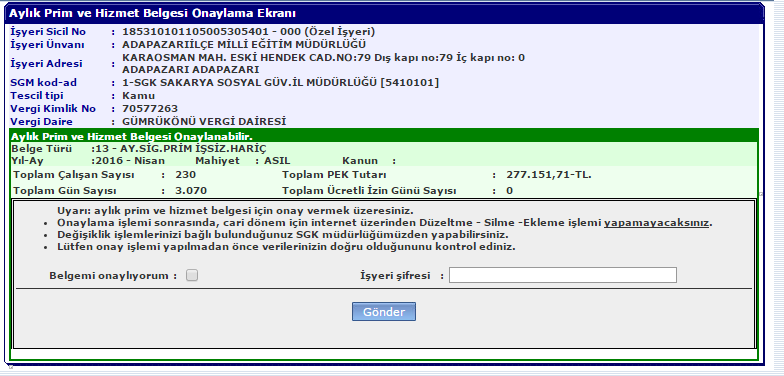 Aylık Prim ve Hizmet Belgesi Onaylama Ekranı
İşyeri Sicil No : 185310101105005305401 - 000 (Özel İşyeri)
İşyeri Ünvanı : ADAPAZARIİLÇE MİLLİ EĞİTİM MÜDÜRLÜĞÜ
İşyeri Adresi : KARAOSMAN MAH. ESKİ HENDEK CAD.NO:79 Dış kapı no:79 İç kapı no: 0
ADAPAZARI ADAPAZARI
SGM kod-ad : 1-SGK SAKARYA SOSYAL GÜV.İL MÜDÜRLÜĞÜ [5410101]
Tescil tipi : Kamu
Vergi Kimlik No : 70577263
Vergi Daire : GÜMRÜKÖNÜ VERGİ DAİRESİ
Aylık Prim ve Hizmet Belgesi Onaylanabilir.
Belge Türü :13 - AY.SİG.PRİM İŞSİZ.HARİÇ
Yıl-Ay :2016 - Nisan Mahiyet : ASIL Kanun :
Toplam Çalışan Sayısı : 230 Toplam PEK Tutarı : 277.151,71-TL.
Toplam Gün Sayısı : 3.070 Toplam Ücretli İzin Günü Sayısı : 0
Uyarı: aylık prim ve hizmet belgesi için onay vermek üzeresiniz.
• Onaylama işlemi sonrasında, cari dönem için internet üzerinden Düzeltme - Silme -Ekleme işlemi yapamayacaksınız.
• Değişiklik işlemlerinizi bağlı bulunduğunuz SGK müdürlüğümüzden yapabilirsiniz.
• Lütfen onay işlemi yapılmadan önce verilerinizin doğru olduğununu kontrol ediniz.
Belgemi onaylıyorum : İşyeri şifresi :
Gönder